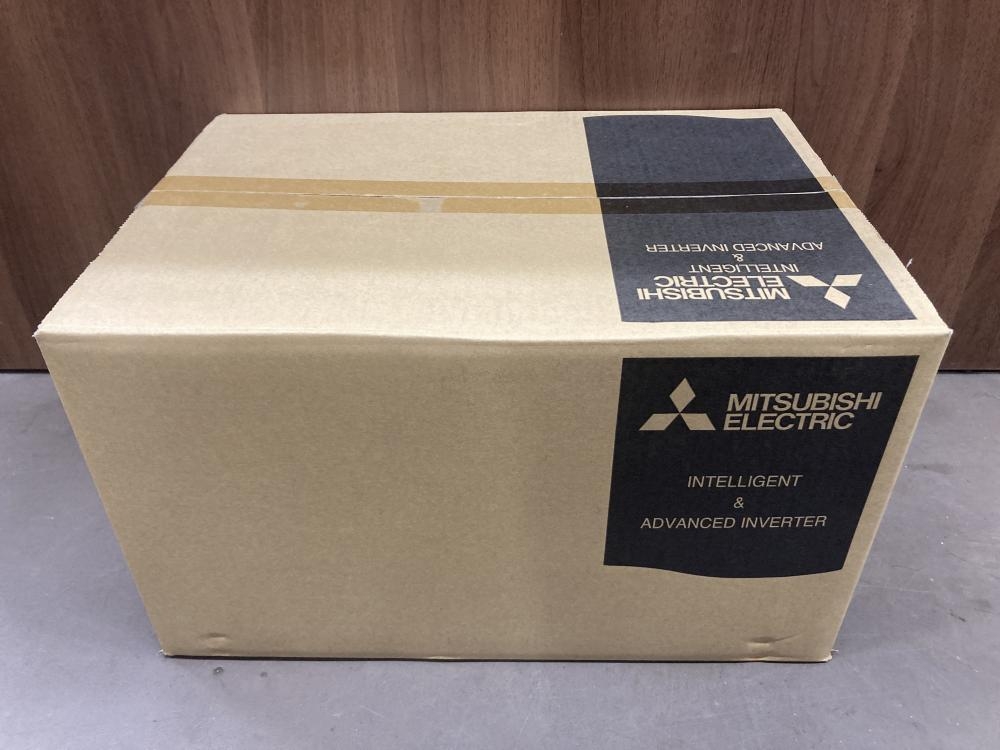 ADVANCED INVERTER
&
INTELLIGENT
MITSUBISHI
ELECTRIC
MITSUBISHI
ELECTRIC
INTELLIGENT
&
ADVANCED INVERTER